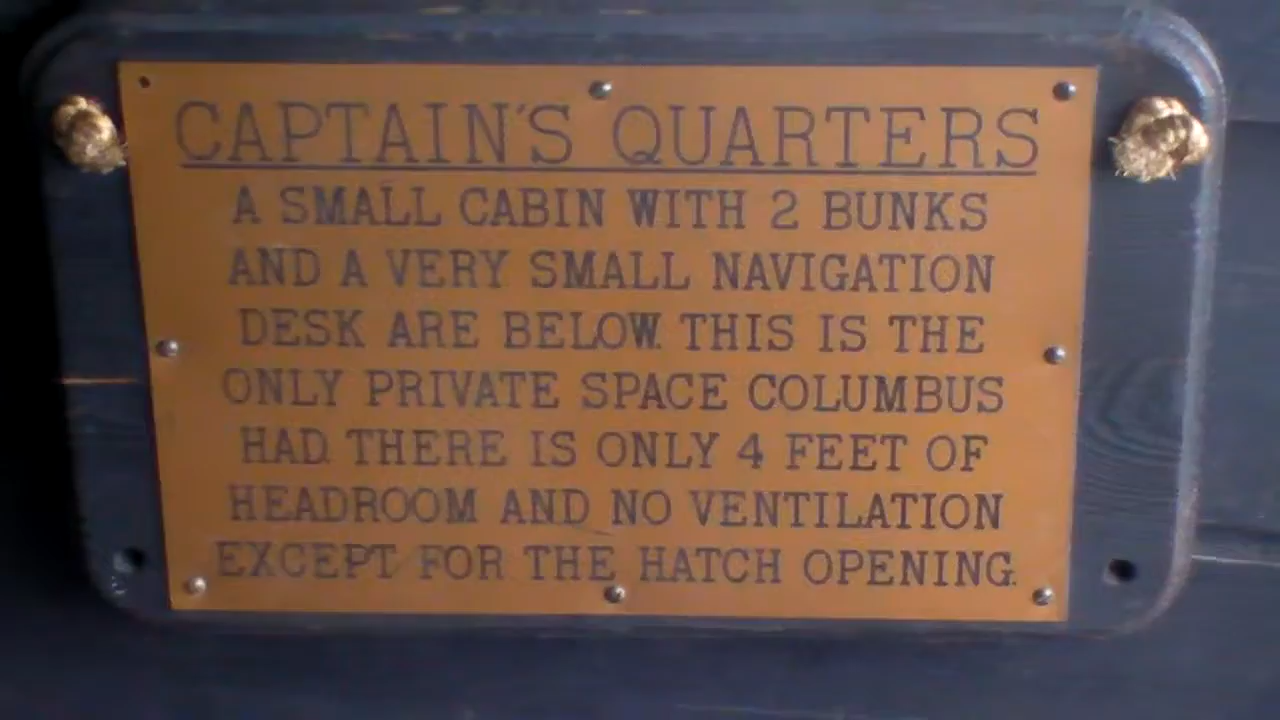 CAPTAIN'S QUARTERS
A SMALL CABIN WITH 2 BUNKS
AND A VERY SMALL NAVIGATION
DESK ARE BELOW. THIS IS THE
ONLY PRIVATE SPACE COLUMBUS
HAD. THERE IS ONLY 4 FEET OF
HEADROOM AND NO VENTILATION
EXCEPT FOR THE HATCH OPENING.